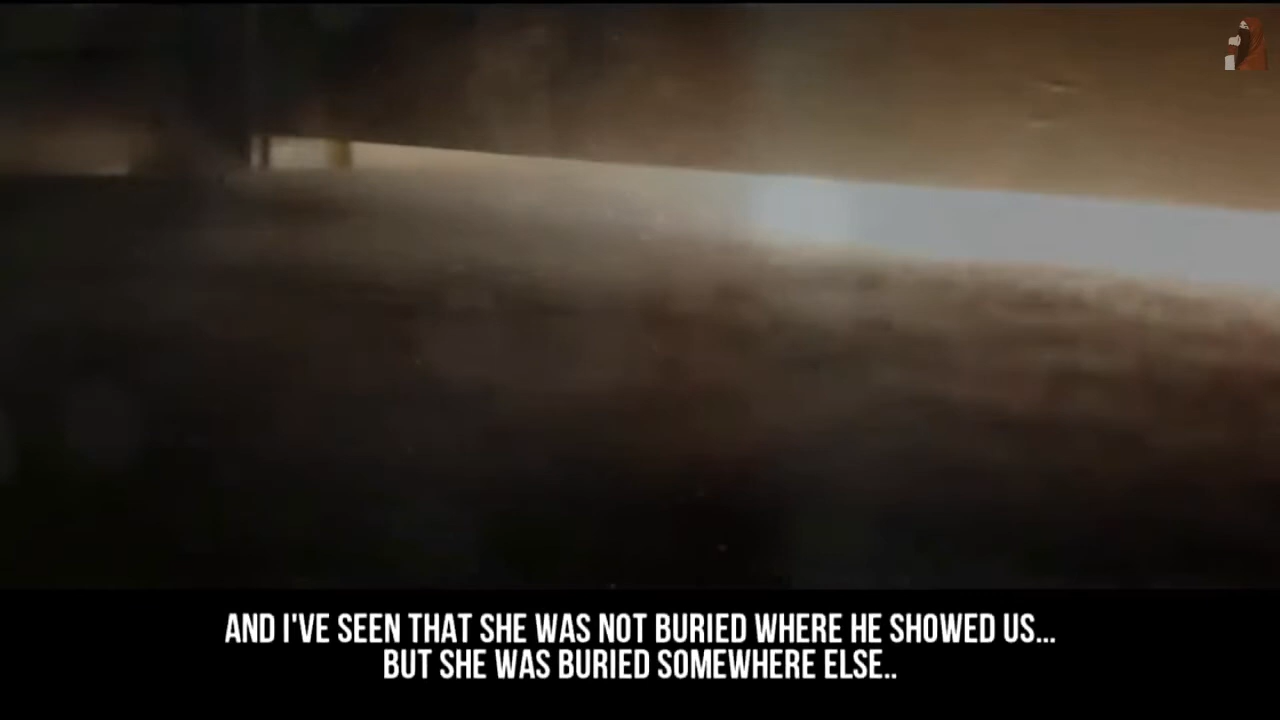 AND I'VE SEEN THAT SHE WAS NOT BURIED WHERE HE SHOWED US...
BUT SHE WAS BURIED SOMEWHERE ELSE..